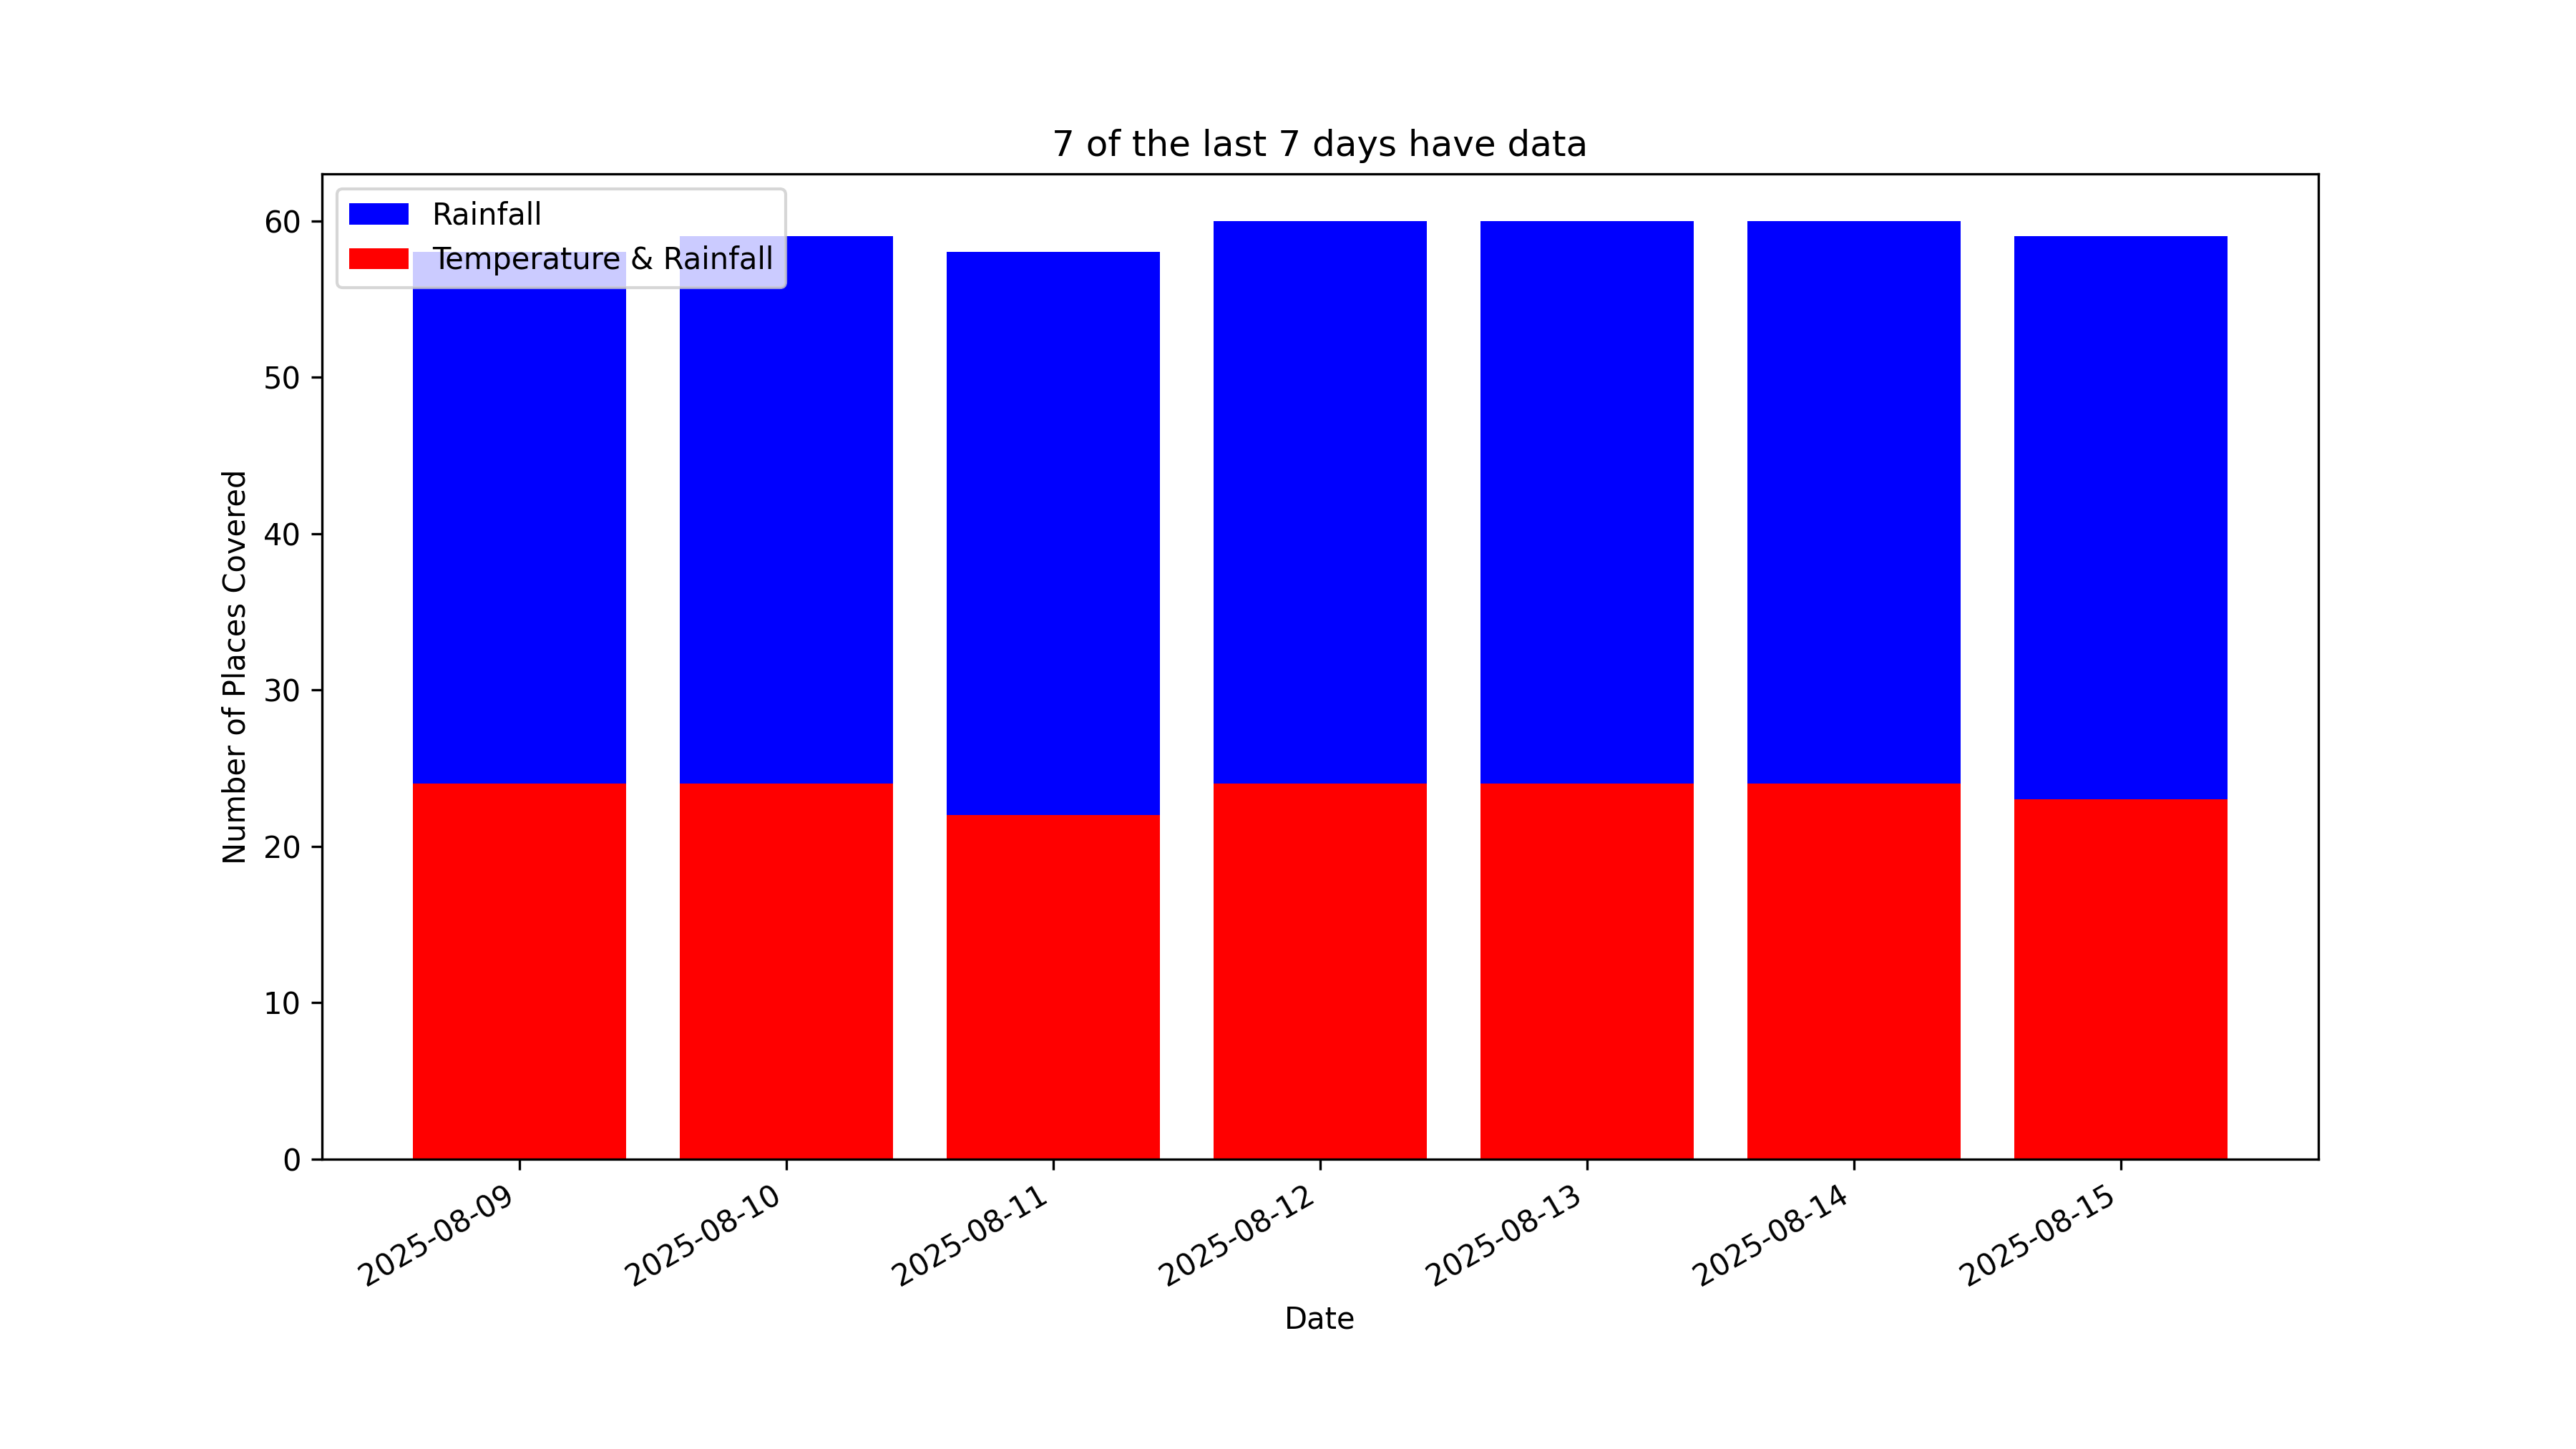 7 of the last 7 days have data
Rainfall
Temperature & Rainfall
Number of Places Covered
60
50
40
30
20
10
0
2025-08-09
2025-08-10
2025-08-11
2025-08-12
2025-08-13
2025-08-14
2025-08-15
Date